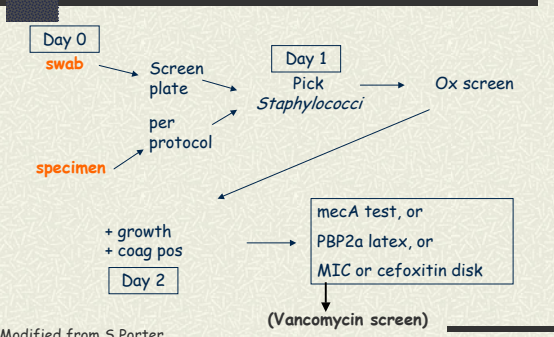 Day 0
swab
Screen
plate
per
protocol
specimen
Day 1
Pick
Staphylococci
Ox screen
+ growth
+ coag pos
Day 2
mecA test, or
PBP2a latex, or
MIC or cefoxitin disk
(Vancomycin screen)
Modified from S Porter